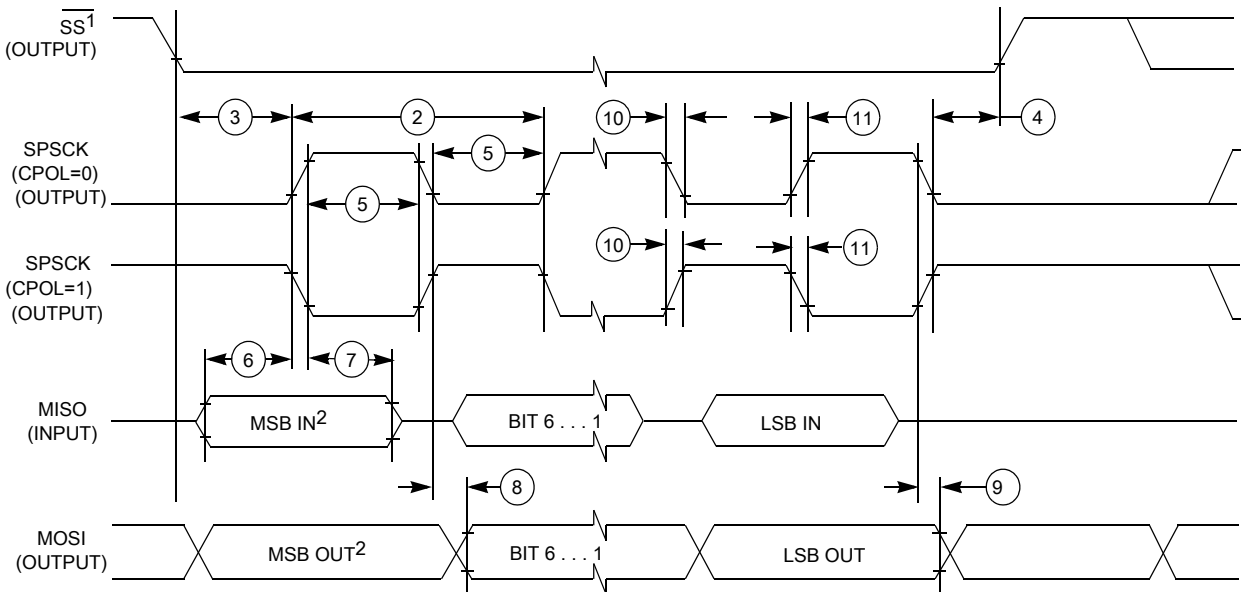 SS¹
(OUTPUT)
3
2
10
11
4
SPSCK
(CPOL=0)
(OUTPUT)
5
5
10
11
SPSCK
(CPOL=1)
(OUTPUT)
6
7
MISO
(INPUT)
MSB IN²
BIT 6 . . . 1
LSB IN
8
9
MOSI
(OUTPUT)
MSB OUT²
BIT 6 . . . 1
LSB OUT